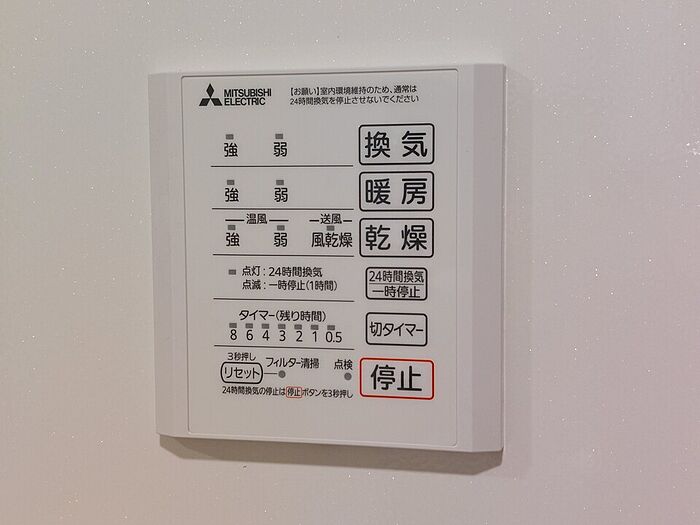 MITSUBISHI
ELECTRIC
【お願い】室内環境維持のため、通常は
24時間換気を停止させないでください
強 弱 換気
強 弱 暖房
温風 送風
強 弱 風乾燥 乾燥
点灯：24時間換気
点滅：一時停止(1時間)
24時間換気
一時停止
タイマー(残り時間)
8 6 4 3 2 1 0.5
切タイマー
3秒押し
リセット フィルター清掃 点検
停止
24時間換気の停止は停止ボタンを3秒押し